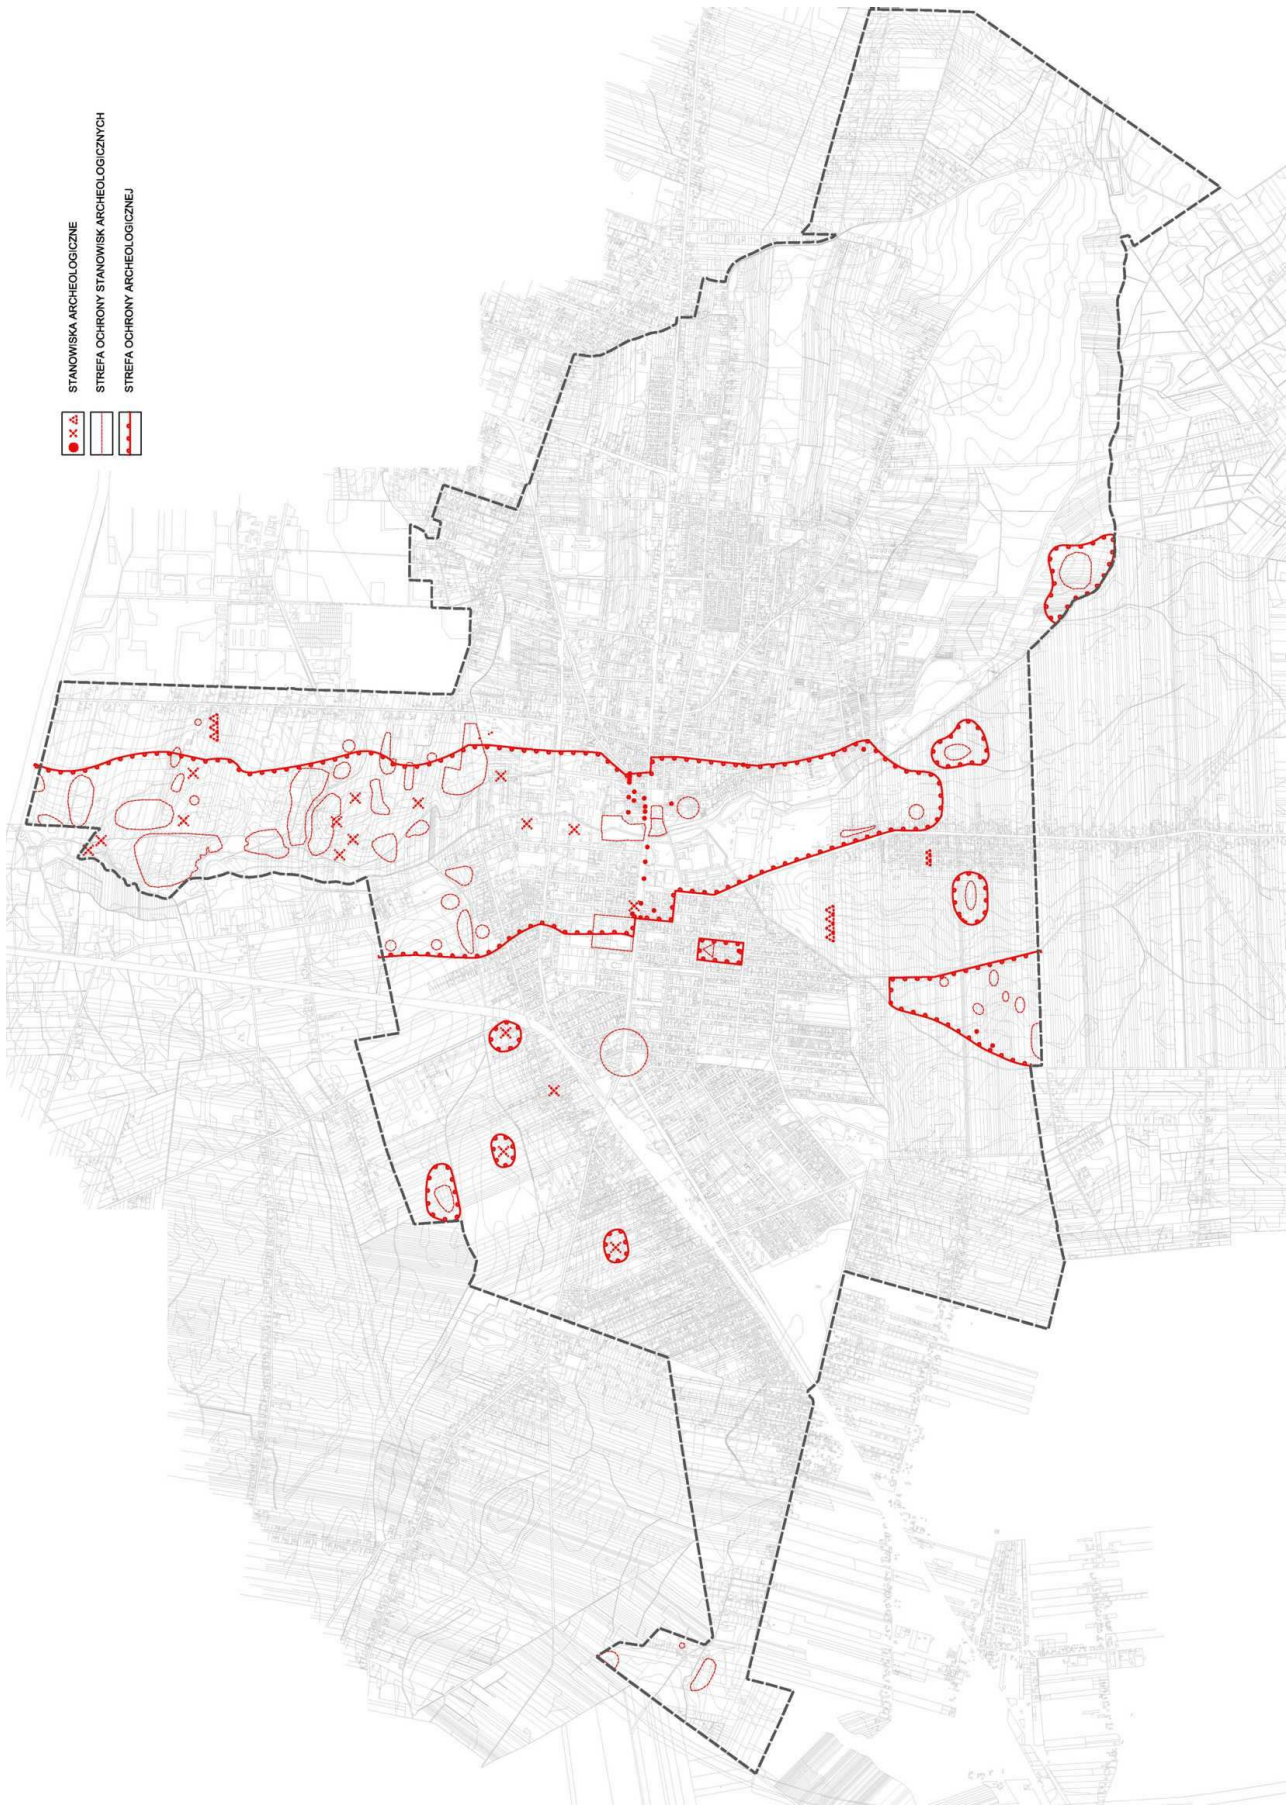 STANOWISKA ARCHEOLOGICZNE
STREFA OCHRONY STANOWISK ARCHEOLOGICZNYCH
STREFA OCHRONY ARCHEOLOGICZNEJ